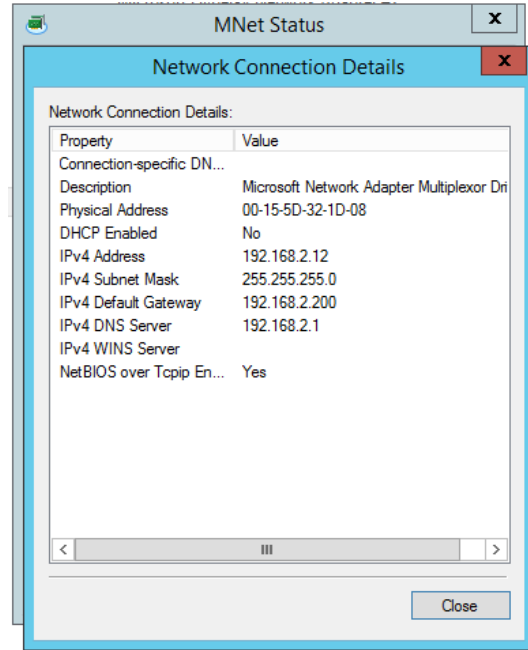 MNet Status
x
Network Connection Details
x
Network Connection Details:
Property Value
Connection-specific DN...
Description Microsoft Network Adapter Multiplexor Dri
Physical Address 00-15-5D-32-1D-08
DHCP Enabled No
IPv4 Address 192.168.2.12
IPv4 Subnet Mask 255.255.255.0
IPv4 Default Gateway 192.168.2.200
IPv4 DNS Server 192.168.2.1
IPv4 WINS Server
NetBIOS over Tcpip En... Yes
Close